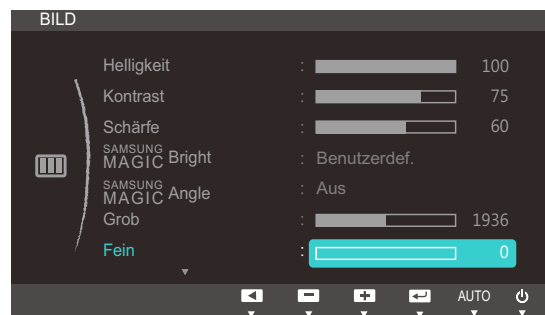 BILD
Helligkeit : 100
Kontrast : 75
Schärfe : 60
SAMSUNG MAGIC Bright : Benutzerdef.
SAMSUNG MAGIC Angle : Aus
Grob : 1936
Fein : 0
AUTO